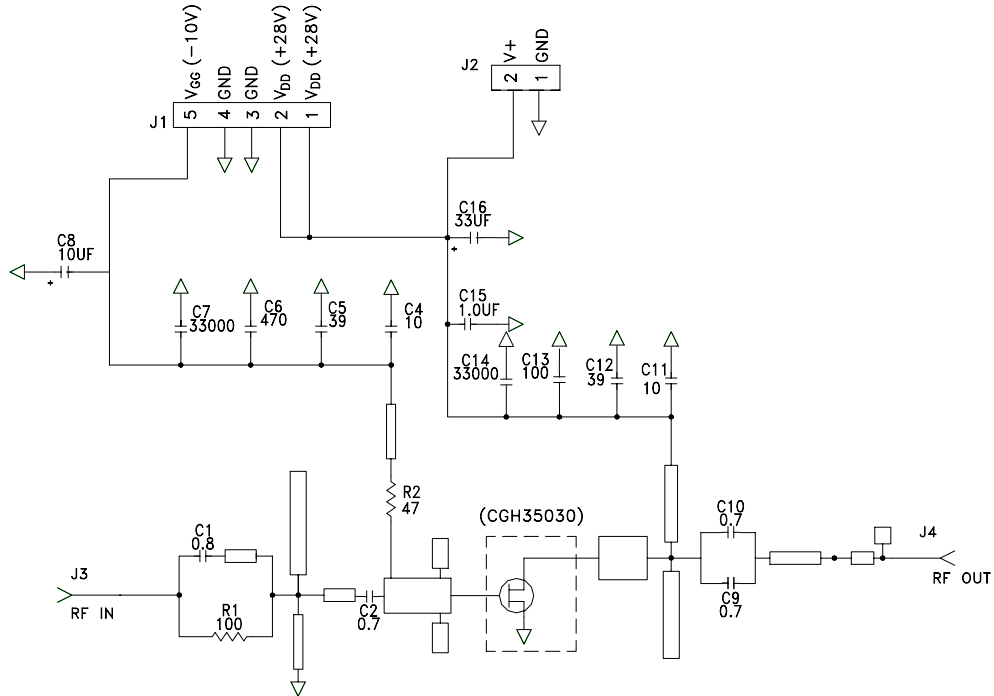 VGG (-10V)
GND
GND
VDD (+28V)
VDD (+28V)
5
4
3
2
1
J1
V+
GND
J2
2
1
C16
33UF
C8
10UF
C7
33000
C6
470
C5
39
C4
10
C15
1.0UF
C14
33000
C13
100
C12
39
C11
10
R2
47
(CGH35030)
C10
0.7
J4
RF OUT
C1
0.8
J3
RF IN
R1
100
C2
0.7
C9
0.7
+
+